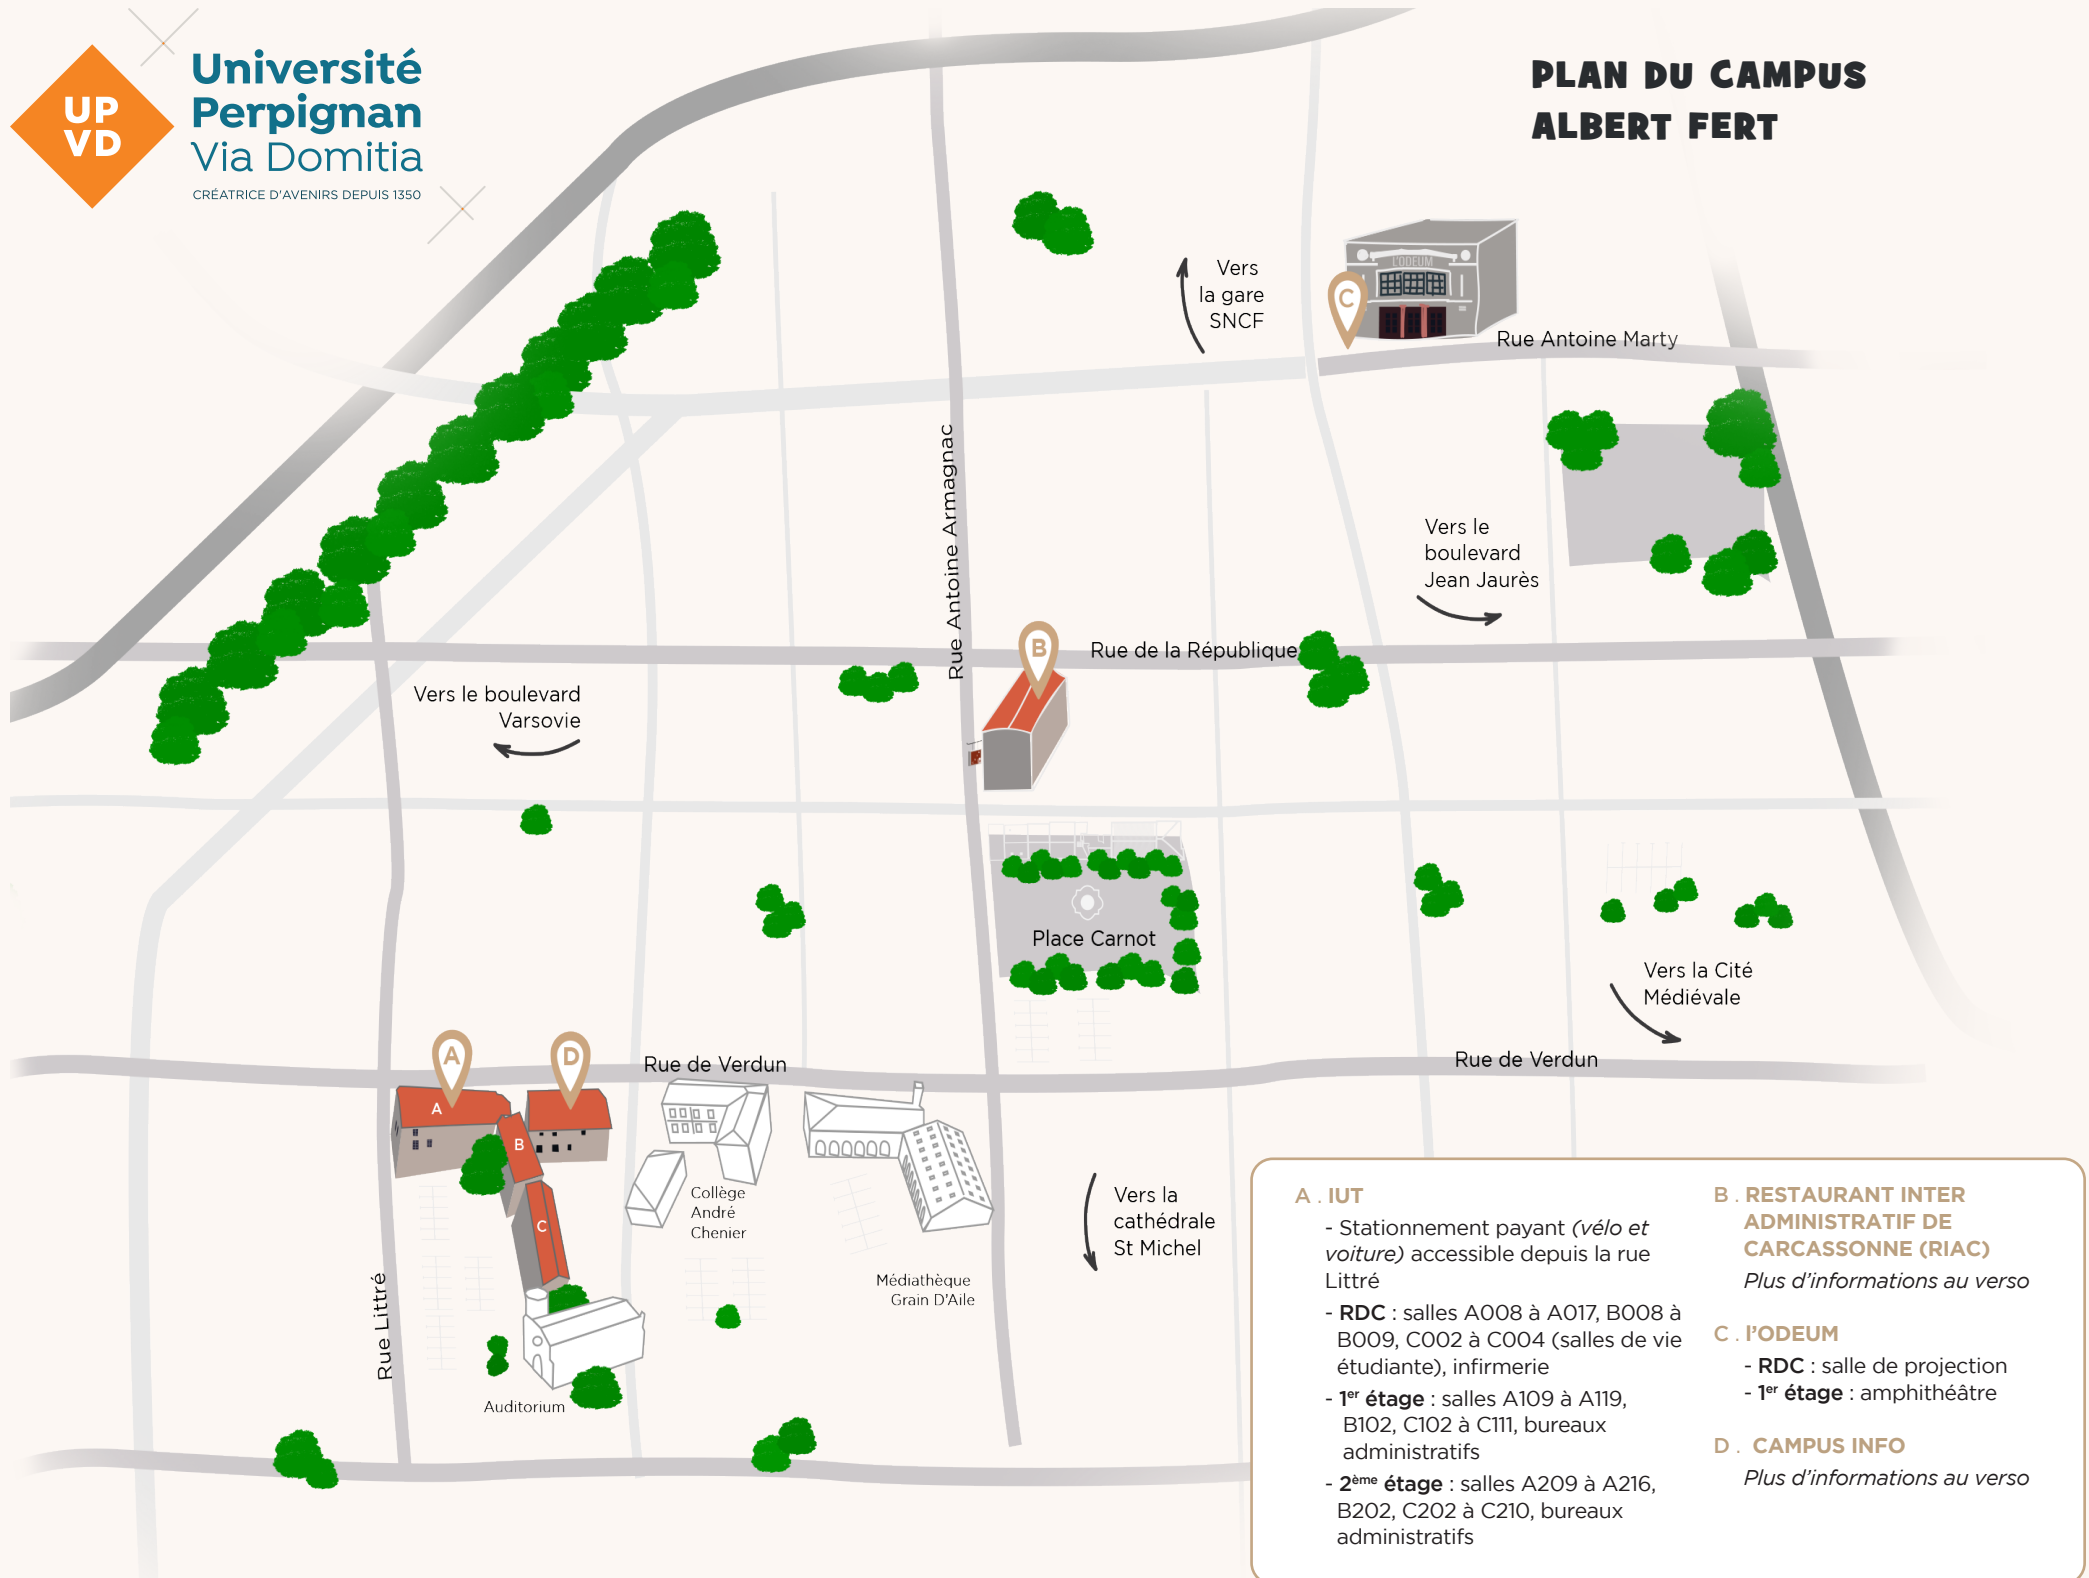 UP
VD
Université
Perpignan
Via Domitia
CRÉATRICE D'AVENIRS DEPUIS 1350
PLAN DU CAMPUS
ALBERT FERT
Vers
la gare
SNCF
L'ODEUM
C
Rue Antoine Marty
Rue Antoine Armagnac
Vers le
boulevard
Jean Jaurès
B
Rue de la République
Vers le boulevard
Varsovie
Place Carnot
Vers la Cité
Médiévale
A
D
Rue de Verdun
Rue de Verdun
A
B
C
Collège
André
Chenier
Vers la
cathédrale
St Michel
Médiathèque
Grain D'Aile
Rue Littré
Auditorium
A . IUT
- Stationnement payant (vélo et
voiture) accessible depuis la rue
Littré
- RDC : salles A008 à A017, B008 à
B009, C002 à C004 (salles de vie
étudiante), infirmerie
- 1er étage : salles A109 à A119,
B102, C102 à C111, bureaux
administratifs
- 2ème étage : salles A209 à A216,
B202, C202 à C210, bureaux
administratifs
B . RESTAURANT INTER
ADMINISTRATIF DE
CARCASSONNE (RIAC)
Plus d'informations au verso
C . l'ODEUM
- RDC : salle de projection
- 1er étage : amphithéâtre
D . CAMPUS INFO
Plus d'informations au verso